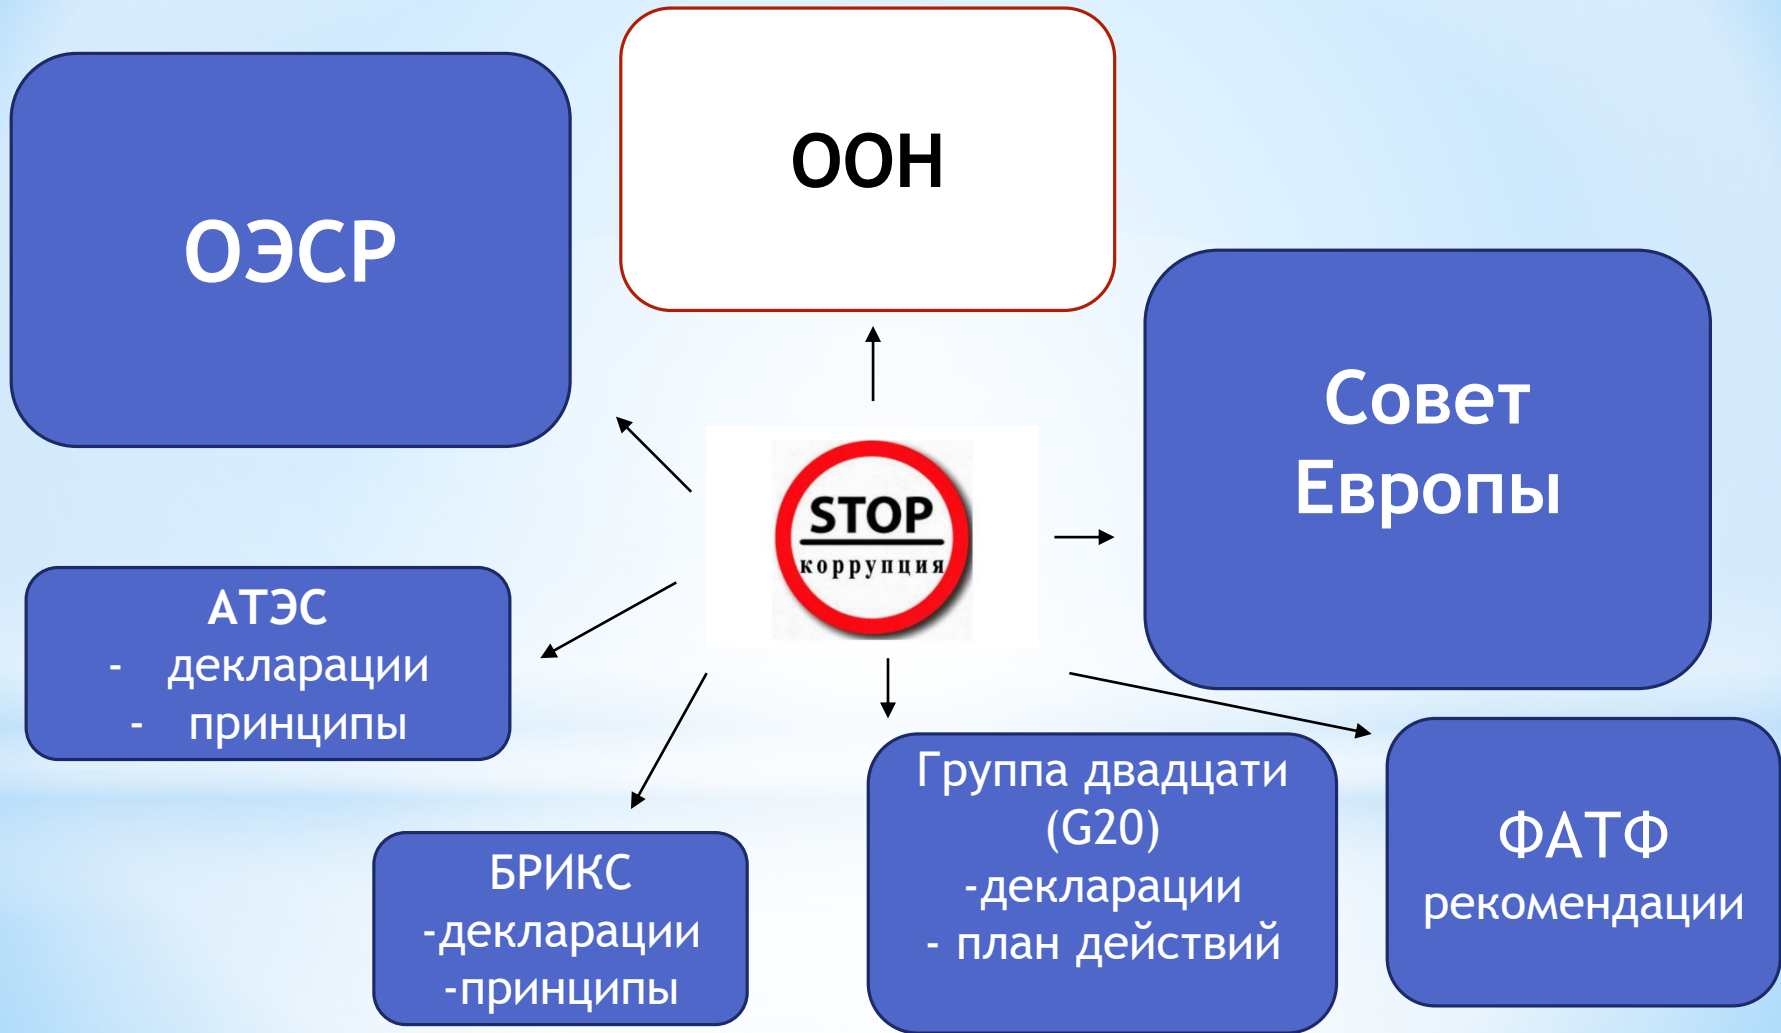 ООН
ОЭСР
Совет
Европы
STOP
коррупция
АТЭС
- декларации
- принципы
БРИКС
-декларации
-принципы
Группа двадцати
(G20)
-декларации
- план действий
ФАТФ
рекомендации